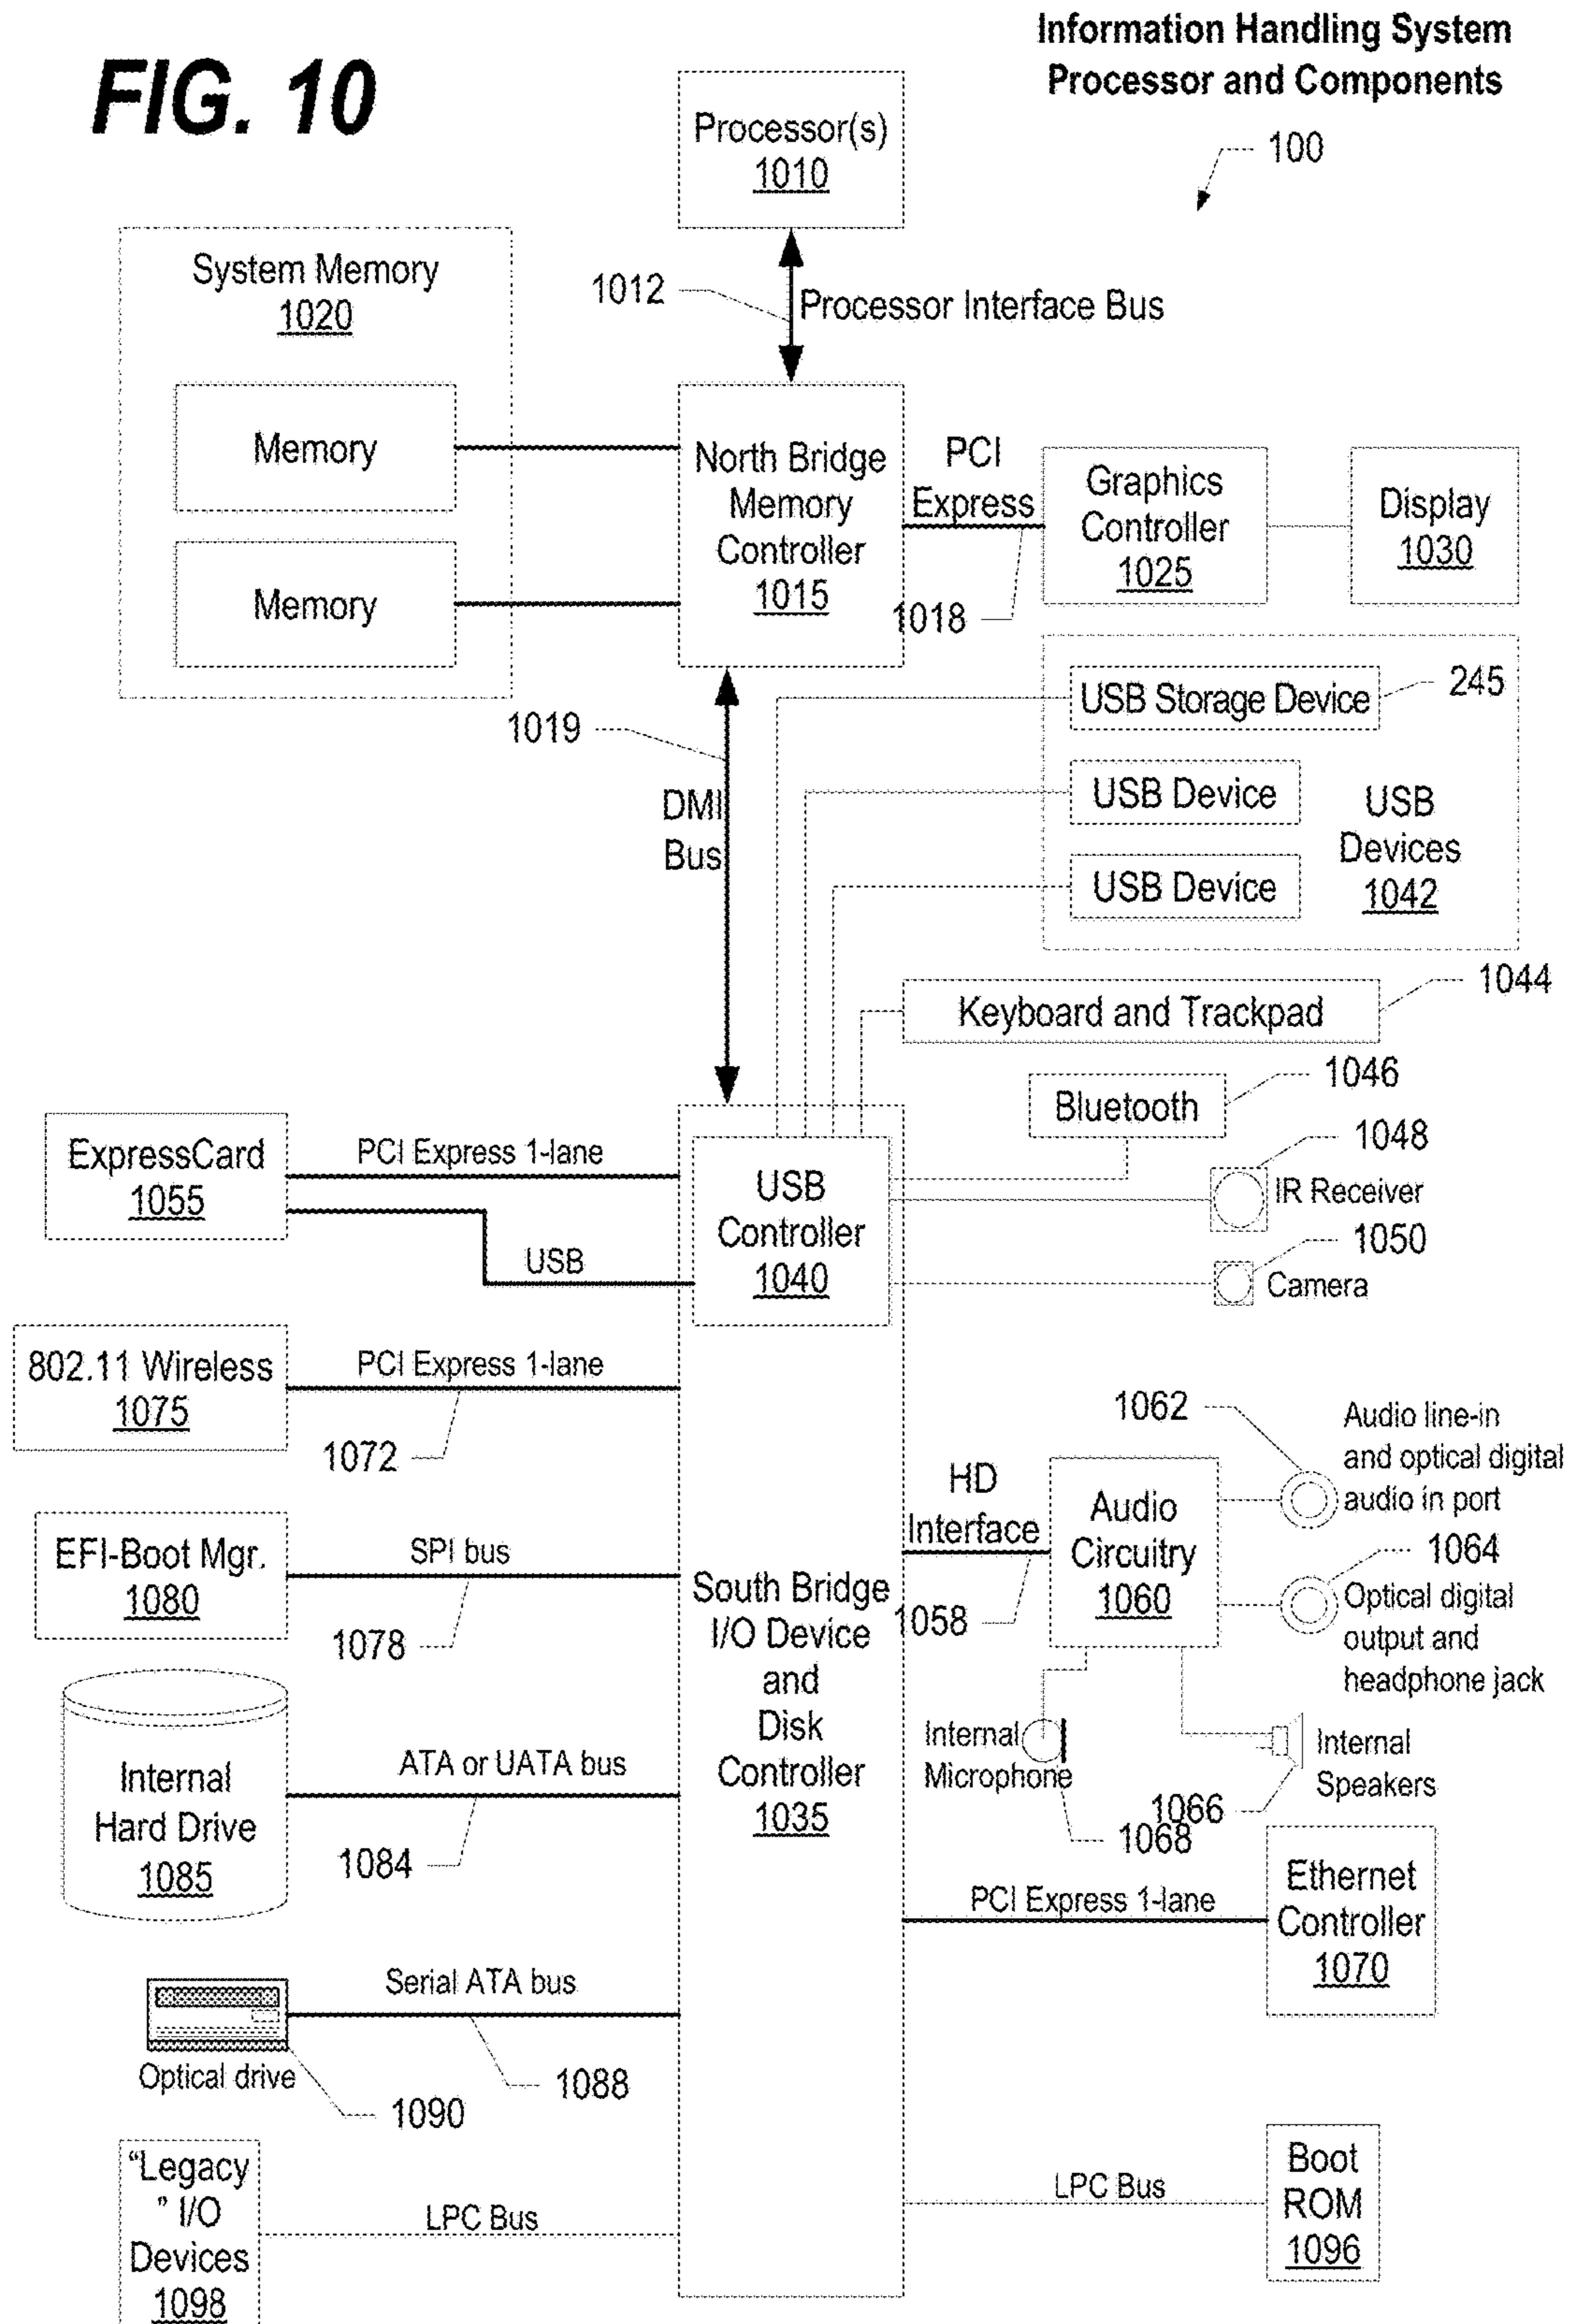 FIG. 10
Information Handling System
Processor and Components
100
Processor(s)
1010
System Memory
1020
1012
Processor Interface Bus
Memory
Memory
North Bridge
Memory
Controller
1015
PCI
Express
1018
Graphics
Controller
1025
Display
1030
USB Storage Device
245
USB Device
USB Device
USB
Devices
1042
1019
DMI
Bus
Keyboard and Trackpad
1044
Bluetooth
1046
1048
IR Receiver
1050
Camera
ExpressCard
1055
PCI Express 1-lane
USB
USB
Controller
1040
802.11 Wireless
1075
PCI Express 1-lane
1072
EFI-Boot Mgr.
1080
SPI bus
1078
South Bridge
I/O Device
and
Disk
Controller
1035
HD
Interface
1058
Audio
Circuitry
1060
1062
Audio line-in
and optical digital
audio in port
1064
Optical digital
output and
headphone jack
Internal
Microphone
1068
Internal
Speakers
1066
Internal
Hard Drive
1085
ATA or UATA bus
1084
PCI Express 1-lane
Ethernet
Controller
1070
Serial ATA bus
1088
Optical drive
1090
“Legacy
” I/O
Devices
1098
LPC Bus
LPC Bus
Boot
ROM
1096